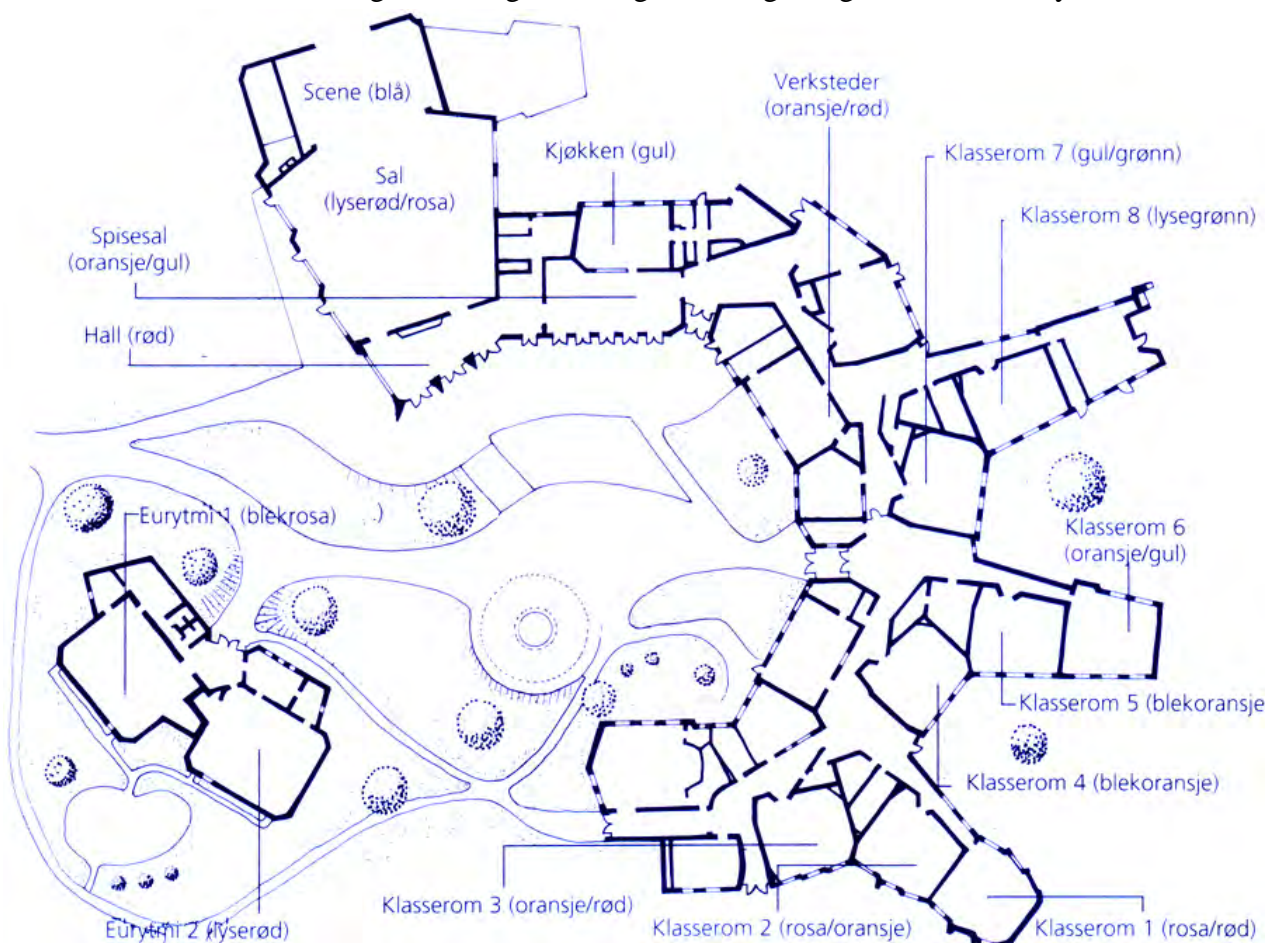 Scene (blå)
Verksteder
(oransje/rød)
Kjøkken (gul)
Klasserom 7 (gul/grønn)
Sal
(lyserød/rosa)
Klasserom 8 (lysegrønn)
Spisesal
(oransje/gul)
Hall (rød)
Eurytmi 1 (blekrosa)
Klasserom 6
(oransje/gul)
Klasserom 5 (blekoransje
Klasserom 4 (blekoransje)
Klasserom 3 (oransje/rød)
Klasserom 2 (rosa/oransje)
Klasserom 1 (rosa/rød)
Eurytmi 2 (lyserød)